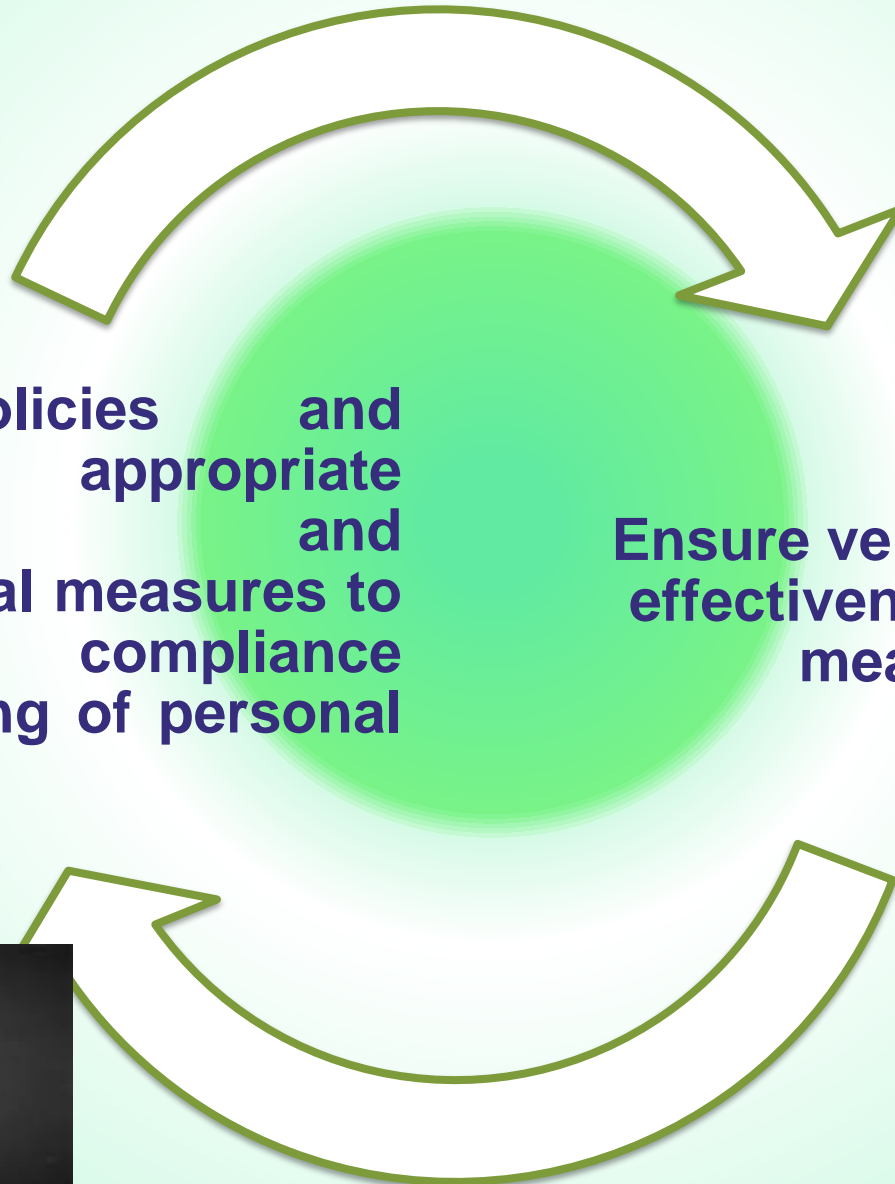 olicies and
appropriate
and
al measures to
compliance
ng of personal
Ensure ve
effectiven
mea